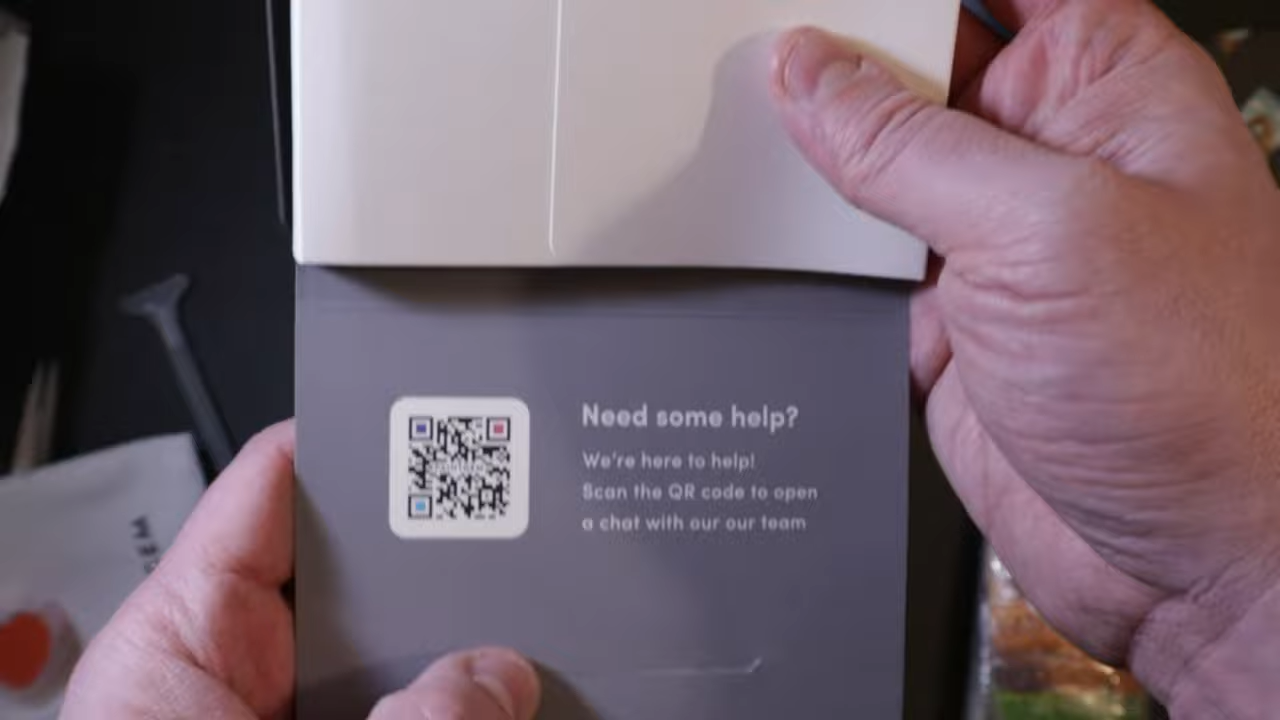 Need some help?
We're here to help!
Scan the QR code to open
a chat with our our team